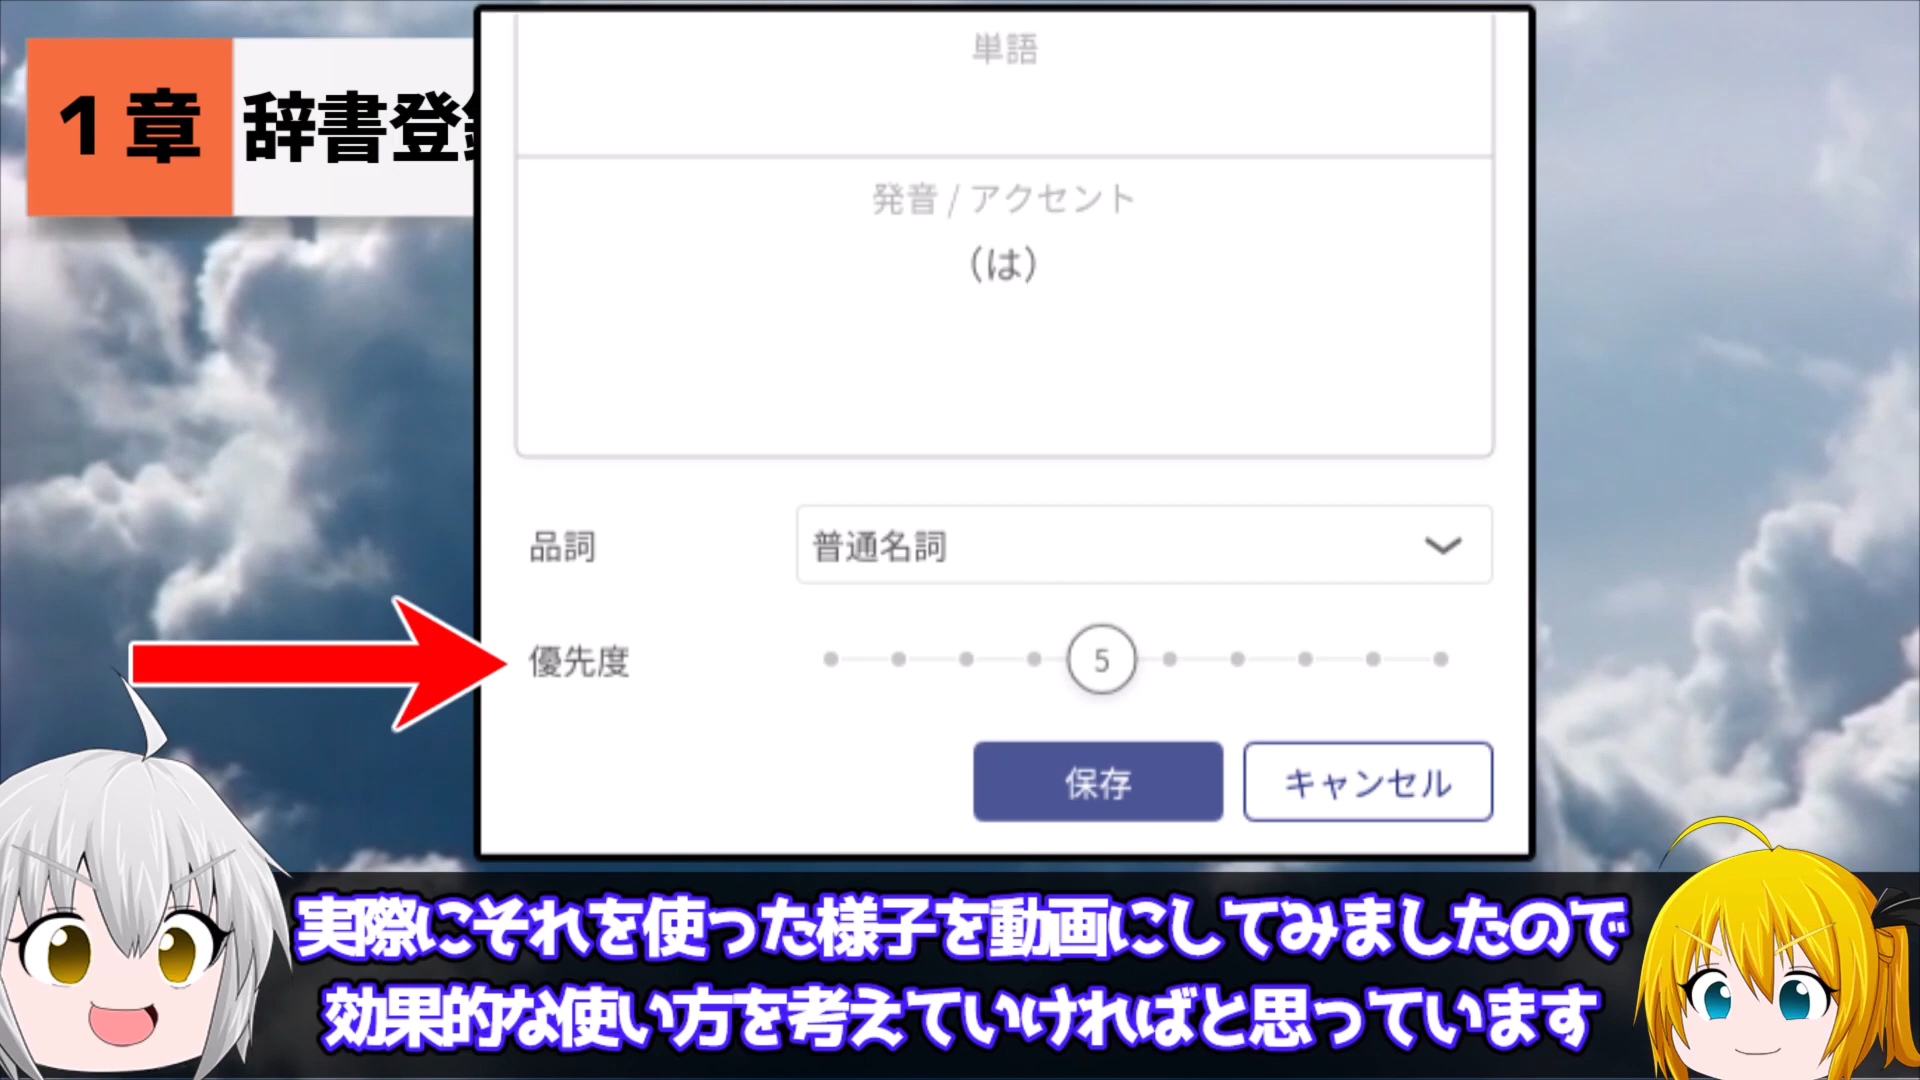 1章 辞書登録
単語
発音 / アクセント
(は)
品詞 普通名詞
優先度 5
保存 キャンセル
実際にそれを使った様子を動画にしてみましたので
効果的な使い方を考えていければと思っています